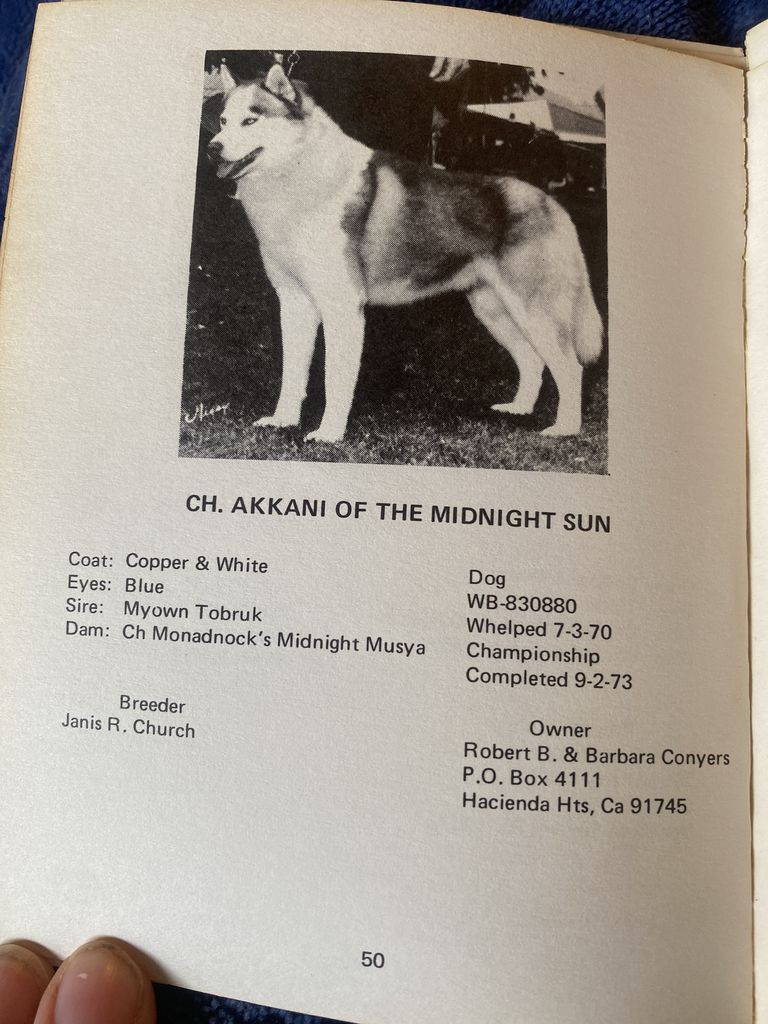 CH. AKKANI OF THE MIDNIGHT SUN
Coat: Copper & White
Eyes: Blue
Sire: Myown Tobruk
Dam: Ch Monadnock's Midnight Musya
Dog
WB-830880
Whelped 7-3-70
Championship
Completed 9-2-73
Breeder
Janis R. Church
Owner
Robert B. & Barbara Conyers
P.O. Box 4111
Hacienda Hts, Ca 91745
50